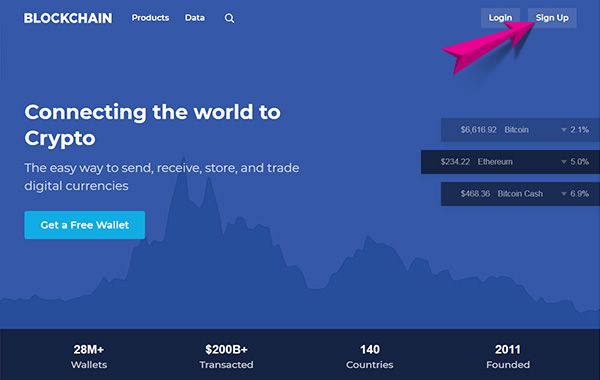 BLOCKCHAIN Products Data Login Sign Up
Connecting the world to
Crypto
The easy way to send, receive, store, and trade
digital currencies
Get a Free Wallet
$6,616.92 Bitcoin 2.1%
$234.22 Ethereum 5.0%
$468.36 Bitcoin Cash 6.9%
28M+ $200B+ 140 2011
Wallets Transacted Countries Founded